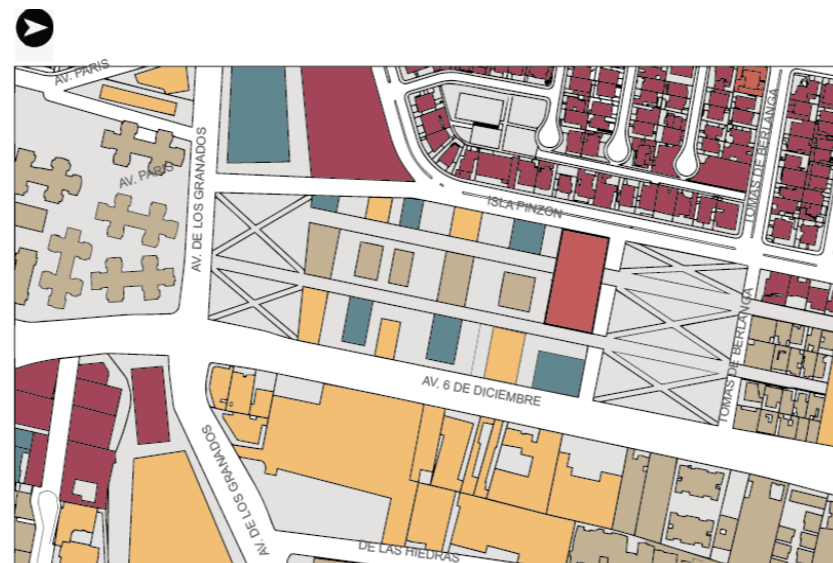 AV. PARIS
AV. PARIS
AV. DE LOS GRANADOS
ISLA PINZON
TOMAS DE BERLANGA
TOMAS DE BERLANGA
AV. 6 DE DICIEMBRE
AV. DE LOS GRANADOS
DE LAS HIEDRAS